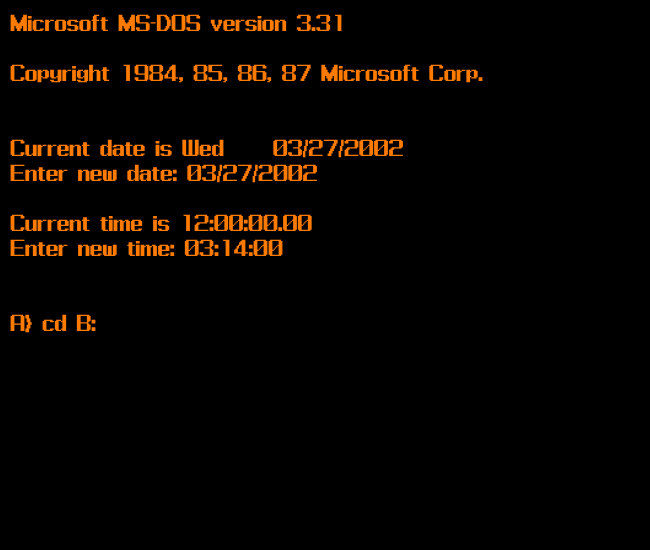 Microsoft MS-DOS version 3.31
Copyright 1984, 85, 86, 87 Microsoft Corp.
Current date is Wed 03/27/2002
Enter new date: 03/27/2002
Current time is 12:00:00.00
Enter new time: 03:14:00
A} cd B: